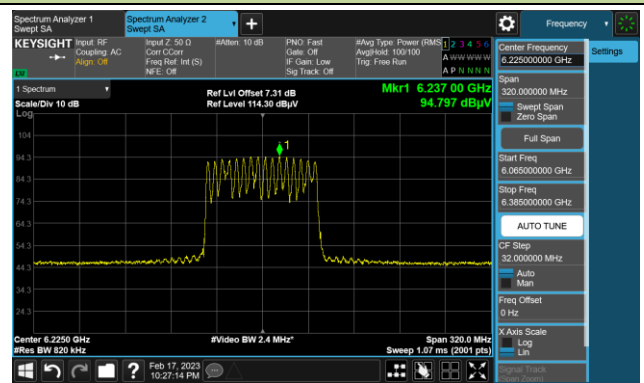 Spectrum Analyzer 1
Swept SA
Spectrum Analyzer 2
Swept SA
+
Frequency
KEYSIGHT
Input: RF
Coupling: AC
Align: Off
Input Z: 50 Ω
Corr CCorr
Freq Ref: Int (S)
NFE: Off
#Atten: 10 dB
PNO: Fast
Gate: Off
IF Gain: Low
Sig Track: Off
#Avg Type: Power (RMS)
Avg|Hold: 100/100
Trig: Free Run
1 2 3 4 5 6
A W W W W W
A P N N N N
LXI
1 Spectrum
Scale/Div 10 dB
Log
Ref Lvl Offset 7.31 dB
Ref Level 114.30 dBµV
Mkr1 6.237 00 GHz
94.797 dBµV
1
104
94.3
84.3
74.3
64.3
54.3
44.3
34.3
24.3
Center 6.2250 GHz
#Res BW 820 kHz
#Video BW 2.4 MHz*
Span 320.0 MHz
Sweep 1.07 ms (2001 pts)
Feb 17, 2023
10:27:14 PM
?
Center Frequency
6.225000000 GHz
Settings
Span
320.000000 MHz
Swept Span
Zero Span
Full Span
Start Freq
6.065000000 GHz
Stop Freq
6.385000000 GHz
AUTO TUNE
CF Step
32.000000 MHz
Auto
Man
Freq Offset
0 Hz
X Axis Scale
Log
Lin
Signal Track
(Span Zoom)